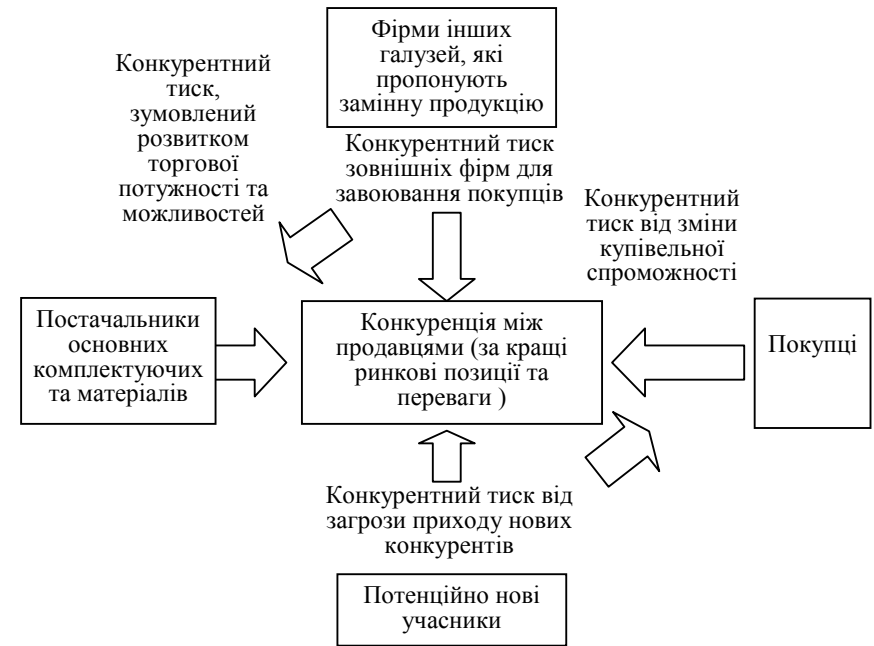 Фірми інших
галузей, які
пропонують
замінну продукцію
Конкурентний
тиск,
зумовлений
розвитком
торгової
потужності та
можливостей
Конкурентний тиск
зовнішніх фірм для
завоювання покупців
Конкурентний
тиск від зміни
купівельної
спроможності
Постачальники
основних
комплектуючих
та матеріалів
Конкуренція між
продавцями (за кращі
ринкові позиції та
переваги )
Покупці
Конкурентний тиск від
загрози приходу нових
конкурентів
Потенційно нові
учасники